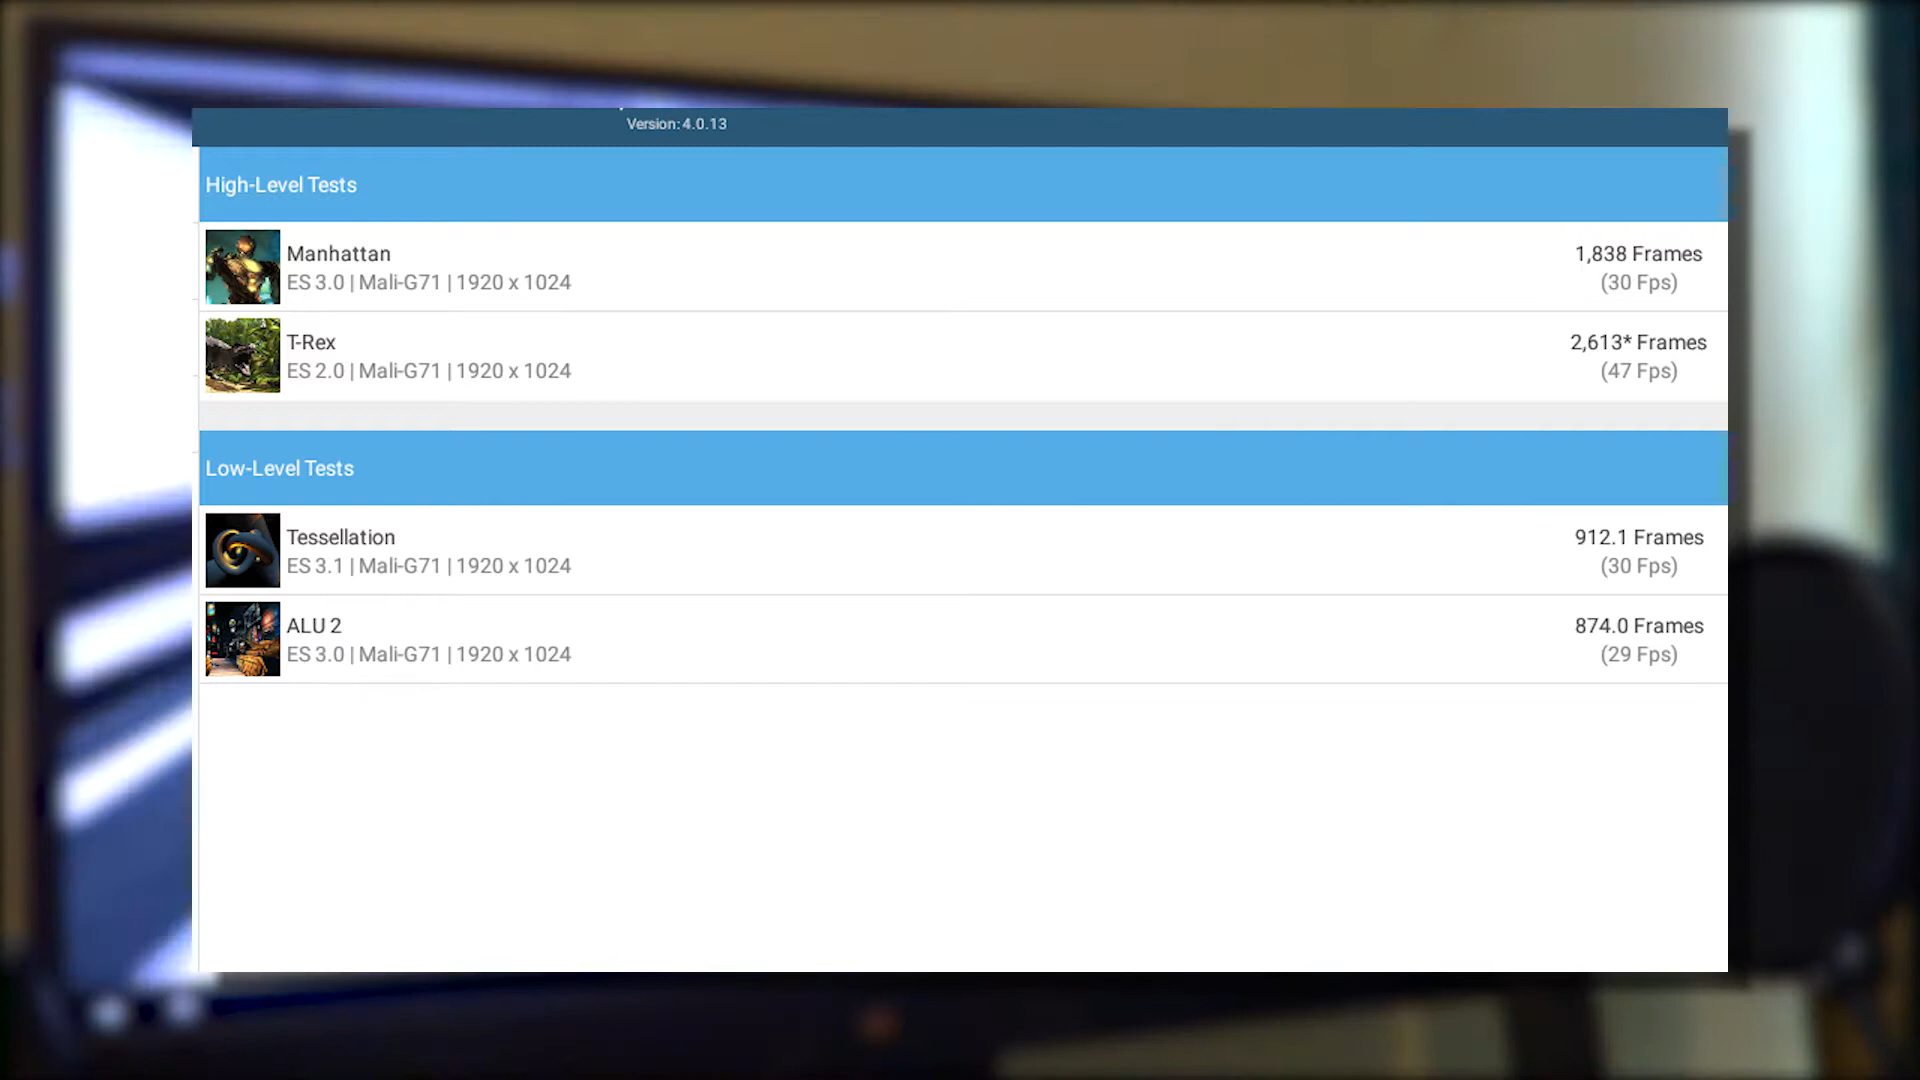 Version: 4.0.13
High-Level Tests
Manhattan
1,838 Frames
ES 3.0 | Mali-G71 | 1920 x 1024
(30 Fps)
T-Rex
2,613* Frames
ES 2.0 | Mali-G71 | 1920 x 1024
(47 Fps)
Low-Level Tests
Tessellation
912.1 Frames
ES 3.1 | Mali-G71 | 1920 x 1024
(30 Fps)
ALU 2
874.0 Frames
ES 3.0 | Mali-G71 | 1920 x 1024
(29 Fps)